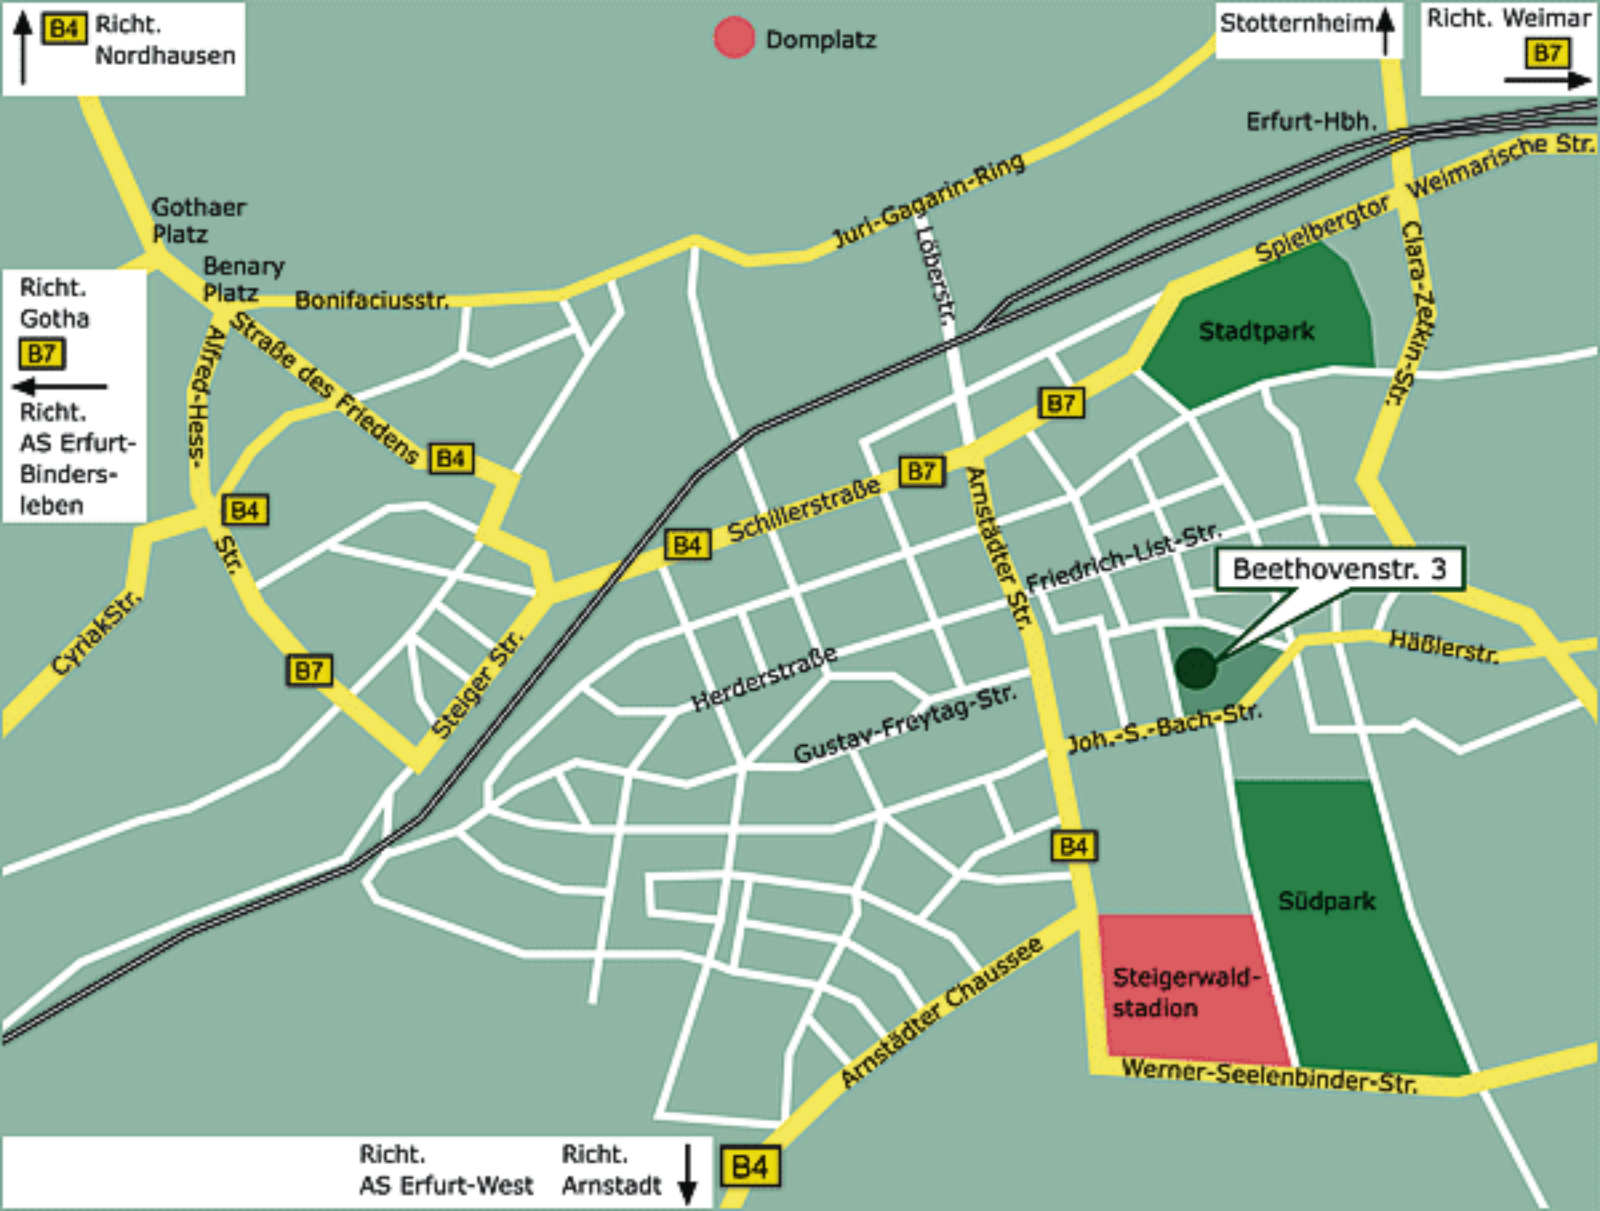 B4 Richt.
Nordhausen
Domplatz
Stotternheim
Richt. Weimar
B7
Erfurt-Hbh.
Weimarische Str.
Juri-Gagarin-Ring
Spielbergtor
Gothaer
Platz
Löberstr.
Clara-Zetkin-Str.
Benary
Platz
Bonifaciusstr.
Richt.
Gotha
B7
Richt.
AS Erfurt-
Binders-
leben
Stadtpark
Straße des Friedens
Alfred-Hess-
Str.
B7
B4
B7
B4
Schillerstraße
B4
Arnstädter Str.
Friedrich-List-Str.
Beethovenstr. 3
CyriakStr.
B7
Steiger Str.
Herderstraße
Häßlerstr.
Gustav-Freytag-Str.
Joh.-S.-Bach-Str.
B4
Südpark
Steigerwald-
stadion
Arnstädter Chaussee
Werner-Seelenbinder-Str.
Richt.
AS Erfurt-West
Richt.
Arnstadt
B4